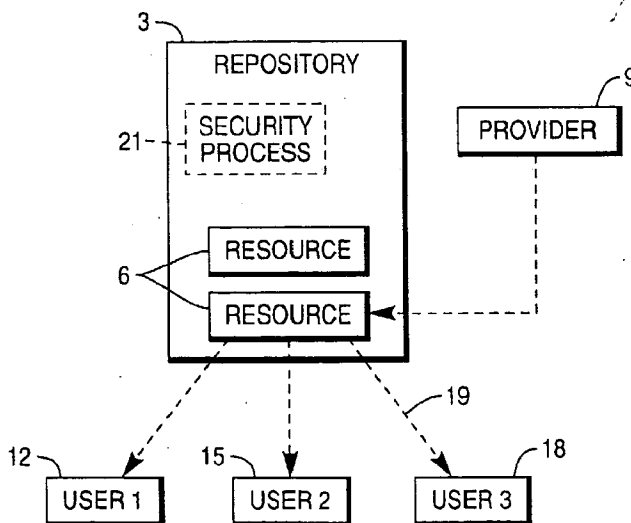 3
REPOSITORY
9
SECURITY
PROCESS
21
PROVIDER
RESOURCE
6
RESOURCE
19
12
15
18
USER 1
USER 2
USER 3